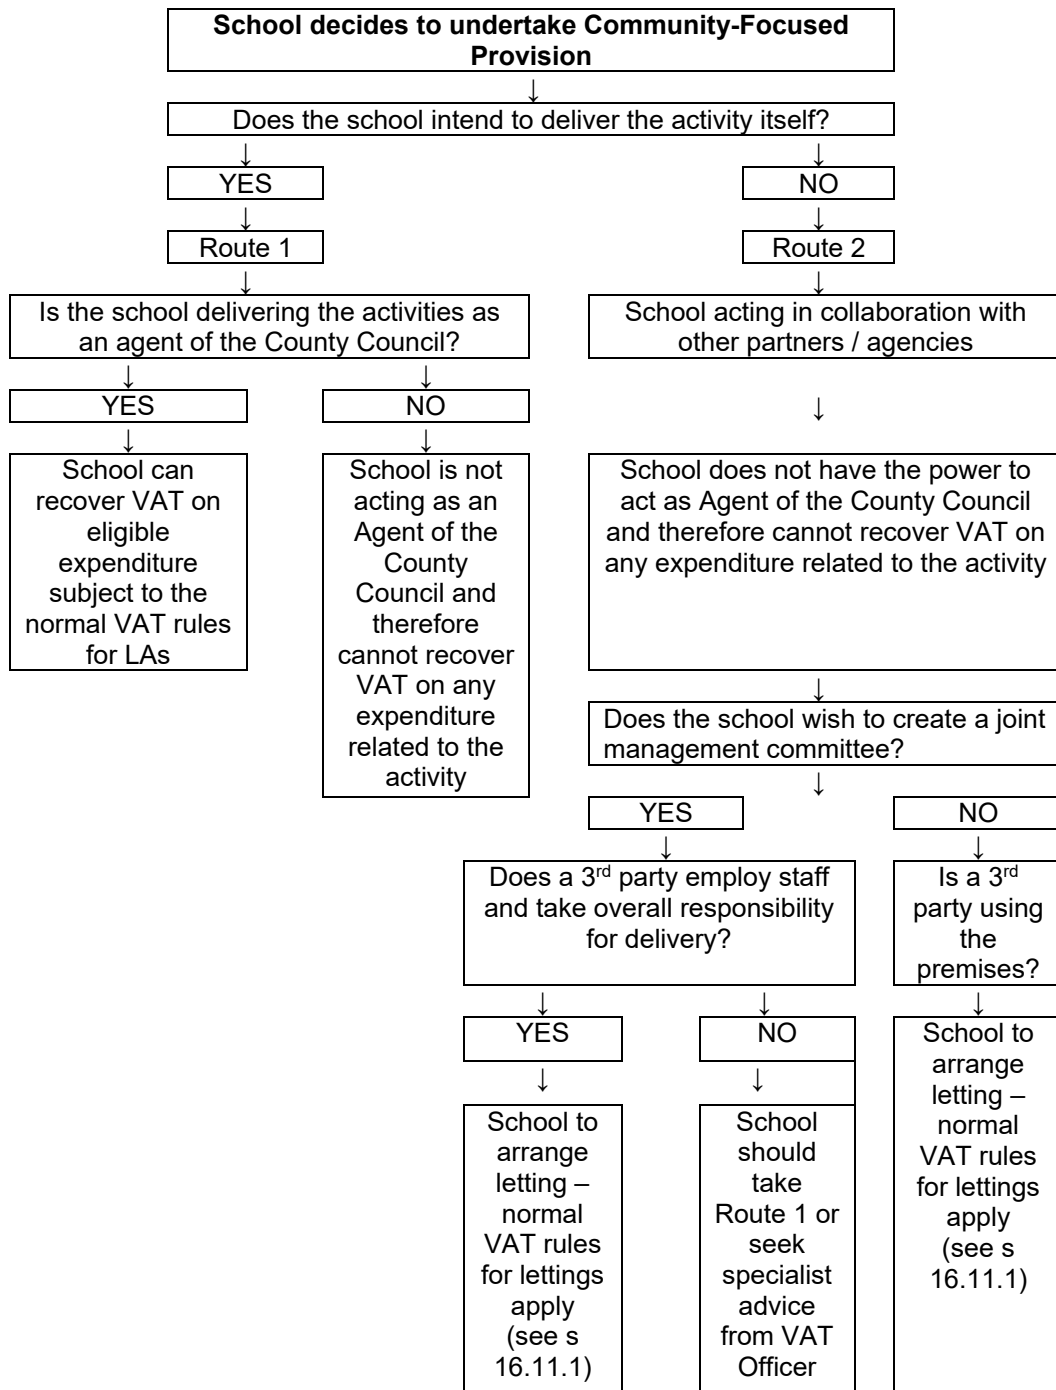 School decides to undertake Community-Focused
Provision
↓
Does the school intend to deliver the activity itself?
↓ ↓
YES
NO
↓ ↓
Route 1
Route 2
↓ ↓
Is the school delivering the activities as
an agent of the County Council?
School acting in collaboration with
other partners / agencies
↓ ↓
YES
NO
↓
↓ ↓
School can
recover VAT on
eligible
expenditure
subject to the
normal VAT rules
for LAs
School is not
acting as an
Agent of the
County
Council and
therefore
cannot recover
VAT on any
expenditure
related to the
activity
School does not have the power to
act as Agent of the County Council
and therefore cannot recover VAT on
any expenditure related to the activity
↓
Does the school wish to create a joint
management committee?
↓
YES
NO
↓ ↓
Does a 3rd party employ staff
and take overall responsibility
for delivery?
Is a 3rd
party using
the
premises?
↓ ↓ ↓
YES
NO
↓ ↓
School to
arrange
letting –
normal
VAT rules
for lettings
apply
(see s
16.11.1)
School
should
take
Route 1 or
seek
specialist
advice
from VAT
Officer
School to
arrange
letting –
normal
VAT rules
for lettings
apply
(see s
16.11.1)